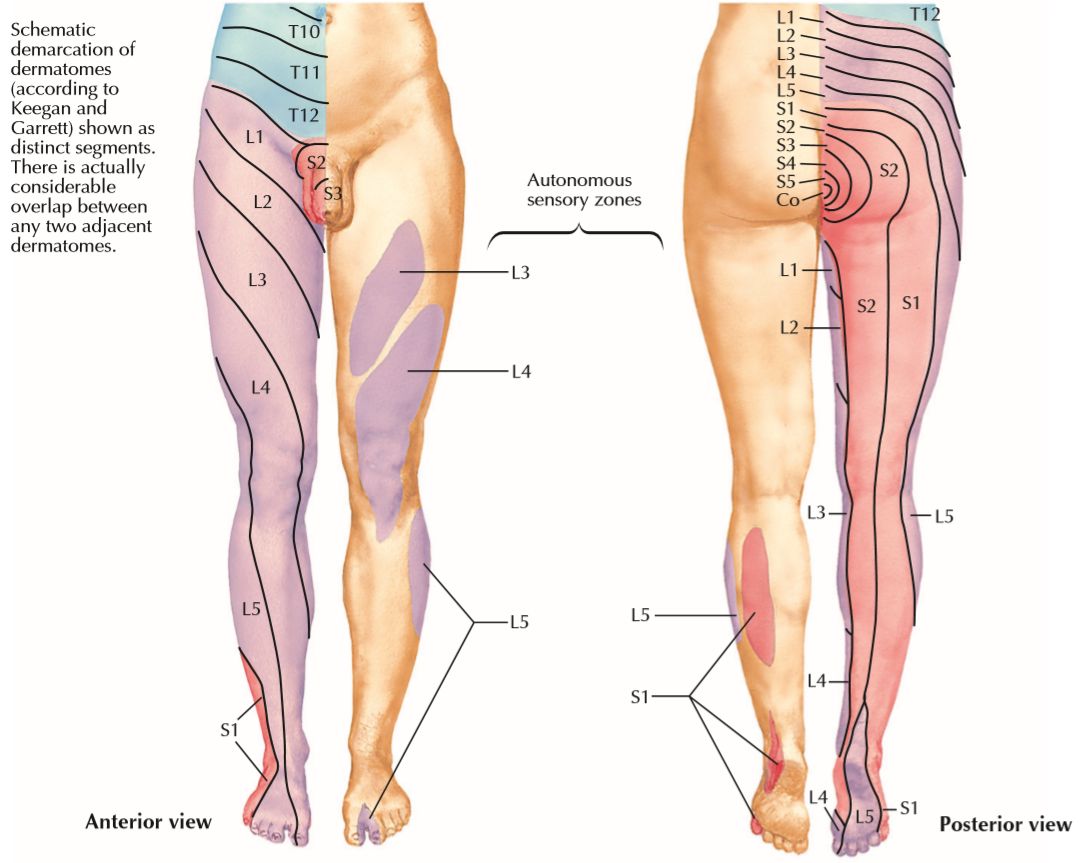 Schematic
demarcation of
dermatomes
(according to
Keegan and
Garrett) shown as
distinct segments.
There is actually
considerable
overlap between
any two adjacent
dermatomes.
T10
T11
T12
L1
S2
S3
L2
L3
L4
L5
S1
Anterior view
Autonomous
sensory zones
L3
L4
L5
T12
L1
L2
L3
L4
L5
S1
S2
S3
S4
S5
Co
S2
L1
L2
S2
S1
L3
L5
L5
S1
L4
L4
L5
S1
Posterior view